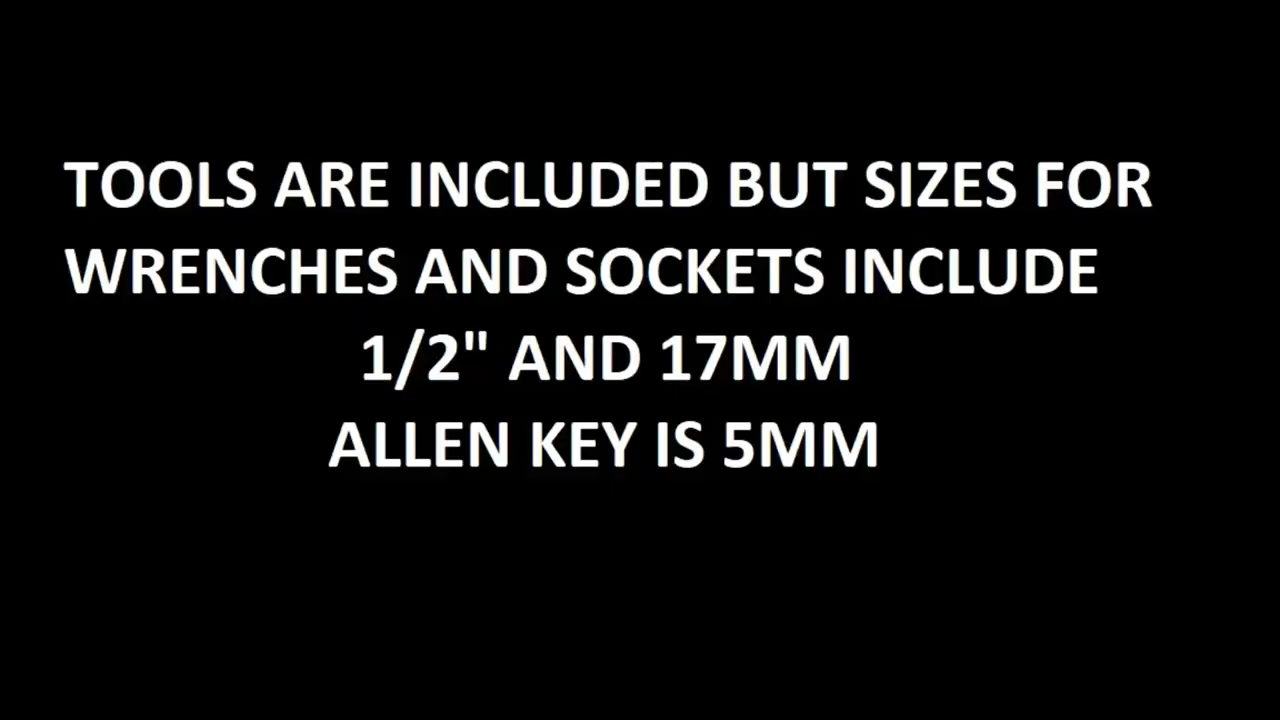 TOOLS ARE INCLUDED BUT SIZES FOR
WRENCHES AND SOCKETS INCLUDE
1/2" AND 17MM
ALLEN KEY IS 5MM